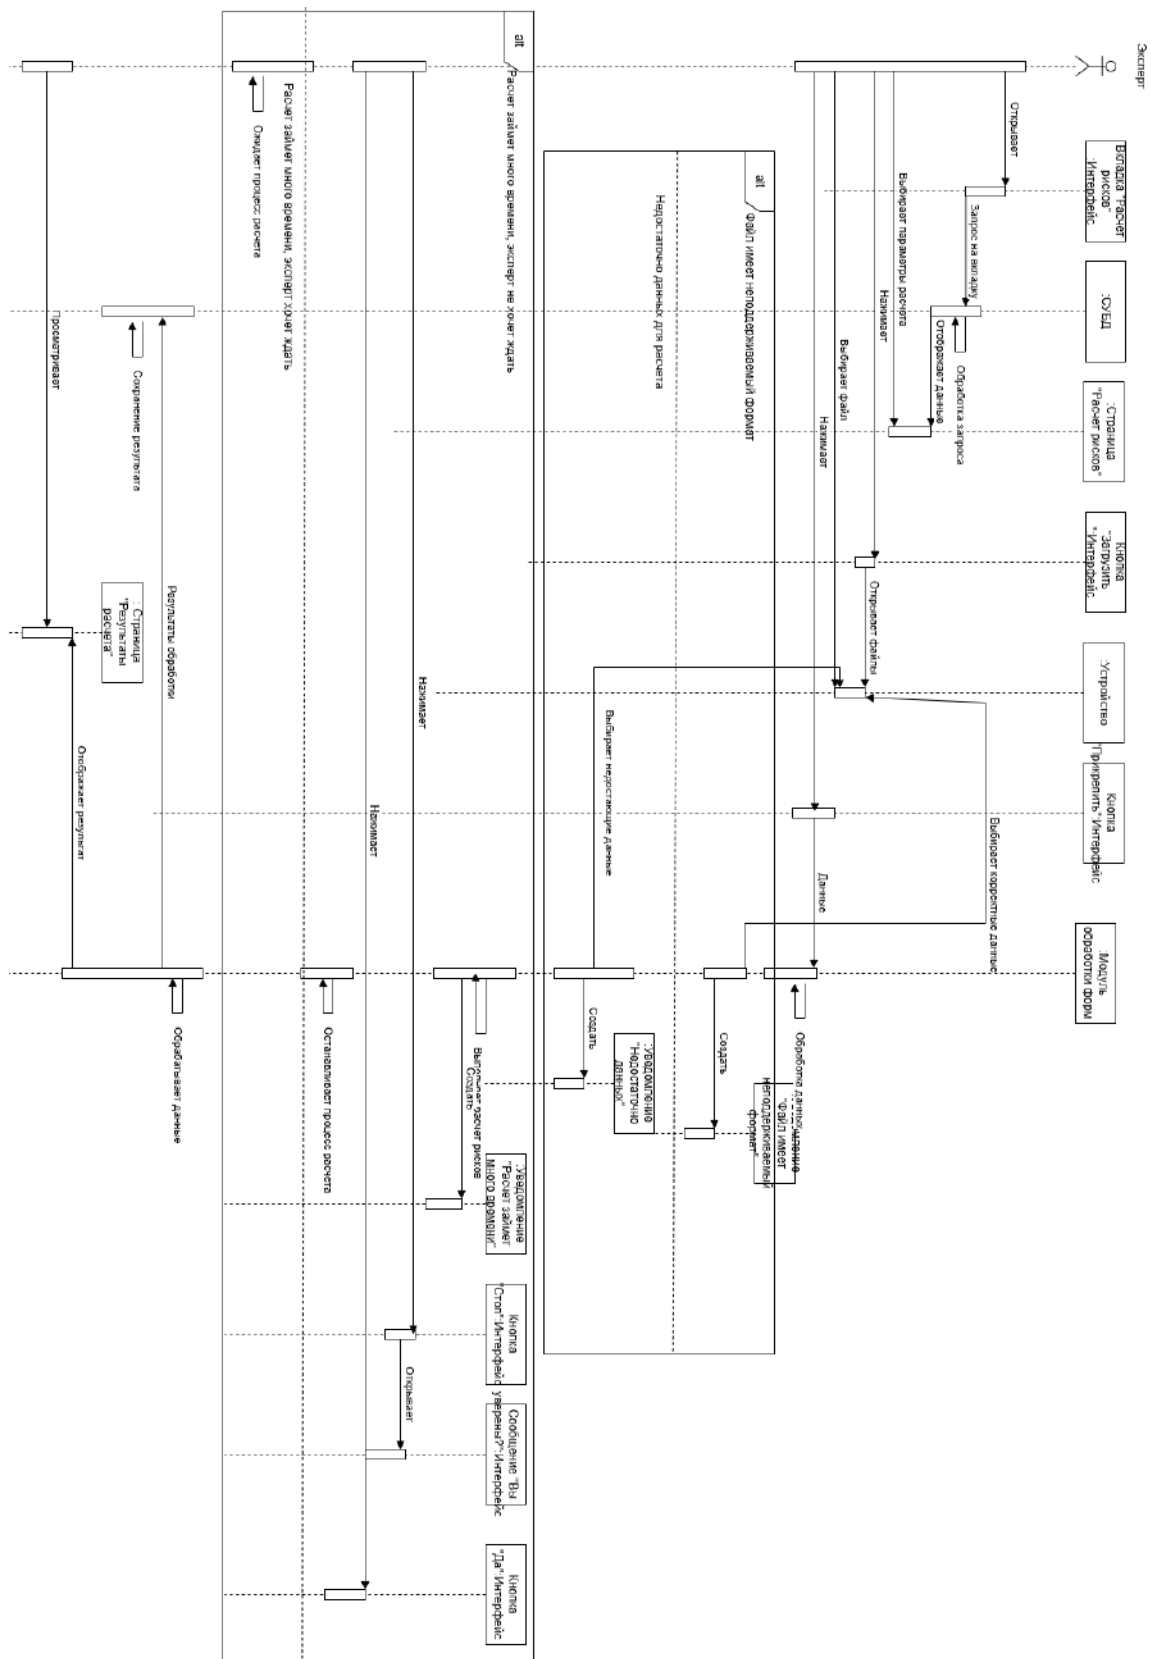 Эксперт
Вкладка "Расчет
рисков"
:Интерфейс
:СУБД
:Страница
"Расчет рисков"
Кнопка
"Загрузить
":Интерфейс
:Устройство
Кнопка
"Прикрепить":Интерфейс
:Модуль
обработки форм
Открывает
Запрос на вкладку
Обработка запроса
Отображает данные
Выбирает параметры расчета
Нажимает
Открывает файлы
Выбирает файл
Нажимает
Данные
Обработка данных
alt
Файл имеет неподдерживаемый формат
"Файл имеет
неподдерживаемый
формат"
Создать
Выбирает корректные данные
Недостаточно данных для расчета
:Уведомление
"Недостаточно
данных"
Создать
Выбирает недостающие данные
alt
Расчет займет много времени, эксперт не хочет ждать
Выполняет расчет рисков
Создать
:Уведомление
"Расчет займет
много времени"
Кнопка
"Стоп":Интерфейс
Сообщение "Вы
уверены?":Интерфейс
Кнопка
"Да":Интерфейс
Нажимает
Открывает
Нажимает
Останавливает процесс расчета
Расчет займет много времени, эксперт хочет ждать
Ожидает процесс расчета
Обрабатывает данные
Результаты обработки
Сохранение результата
: Страница
"Результаты
расчета"
Отображает результат
Просматривает